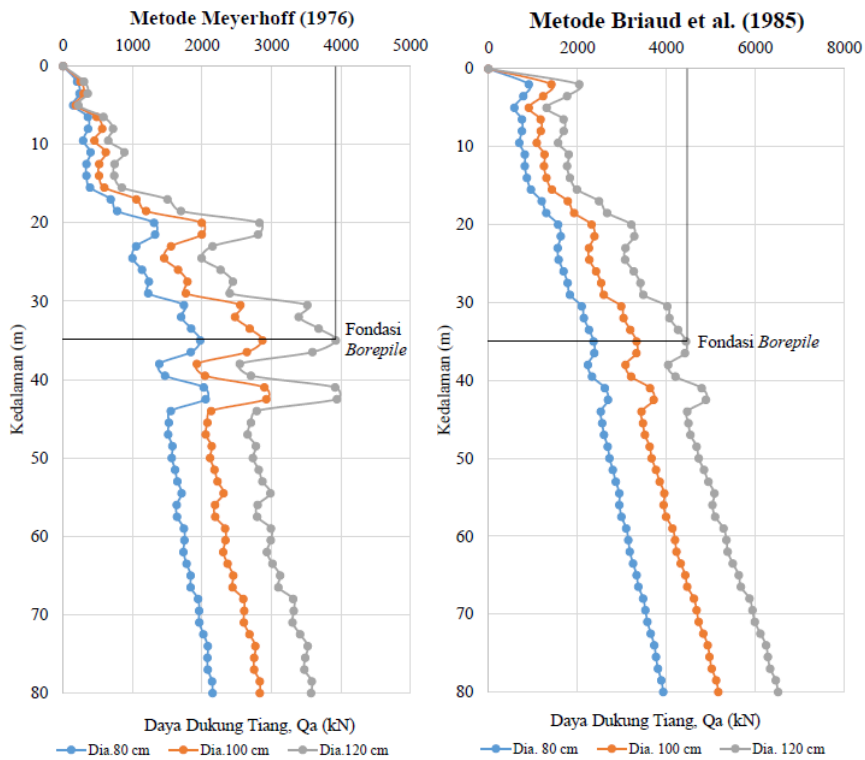 Metode Meyerhoff (1976)
0 1000 2000 3000 4000 5000
0
10
20
30
40
50
60
70
80
Kedalaman (m)
Fondasi
Borepile
Daya Dukung Tiang, Qa (kN)
Dia.80 cm Dia.100 cm Dia.120 cm
Metode Briaud et al. (1985)
0 2000 4000 6000 8000
0
10
20
30
40
50
60
70
80
Kedalaman (m)
Fondasi Borepile
Daya Dukung Tiang, Qa (kN)
Dia. 80 cm Dia. 100 cm Dia. 120 cm